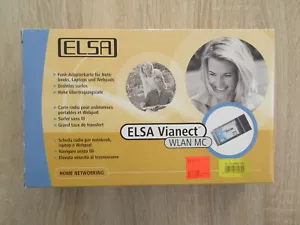 ELSA
• Funk-Adapterkarte für Note-
books, Laptops und Webpads
• Drahtlos surfen
• Hohe Übertragungsrate
• Carte radio pour ordinateurs
portables et Webpad
• Surfer sans fil
• Grand taux de transfert
• Scheda radio per notebook,
laptop e Webpad
• Navigare senza fili
• Elevata velocità di trasmissione
HOME NETWORKING
ELSA Vianect™
WLAN MC